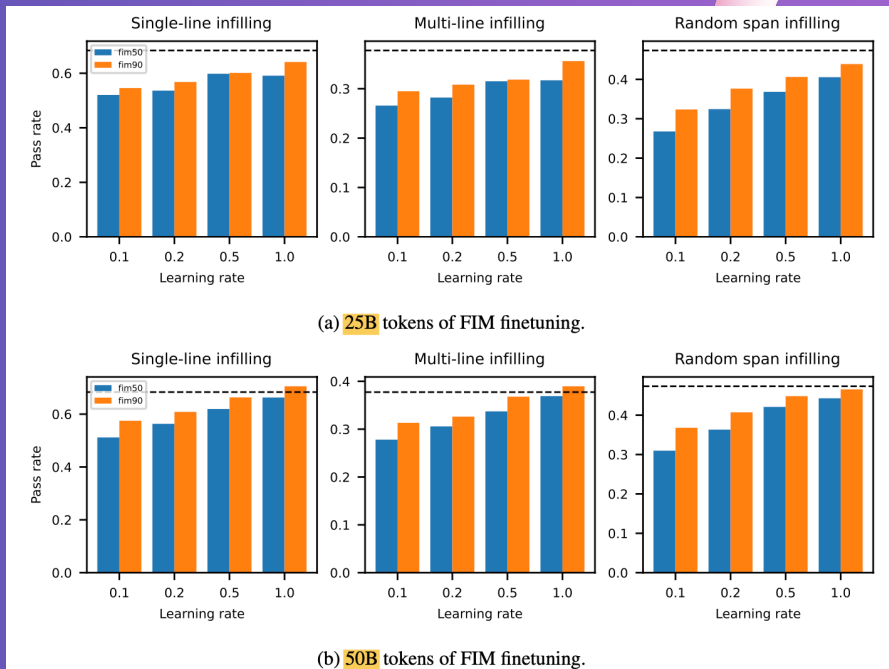 Single-line infilling
Multi-line infilling
Random span infilling
fim50
fim90
Pass rate
0.6
0.4
0.2
0.0
0.3
0.2
0.1
0.0
0.4
0.3
0.2
0.1
0.0
0.1 0.2 0.5 1.0
0.1 0.2 0.5 1.0
0.1 0.2 0.5 1.0
Learning rate
Learning rate
Learning rate
(a) 25B tokens of FIM finetuning.
Single-line infilling
Multi-line infilling
Random span infilling
fim50
fim90
Pass rate
0.6
0.4
0.2
0.0
0.4
0.3
0.2
0.1
0.0
0.4
0.3
0.2
0.1
0.0
0.1 0.2 0.5 1.0
0.1 0.2 0.5 1.0
0.1 0.2 0.5 1.0
Learning rate
Learning rate
Learning rate
(b) 50B tokens of FIM finetuning.